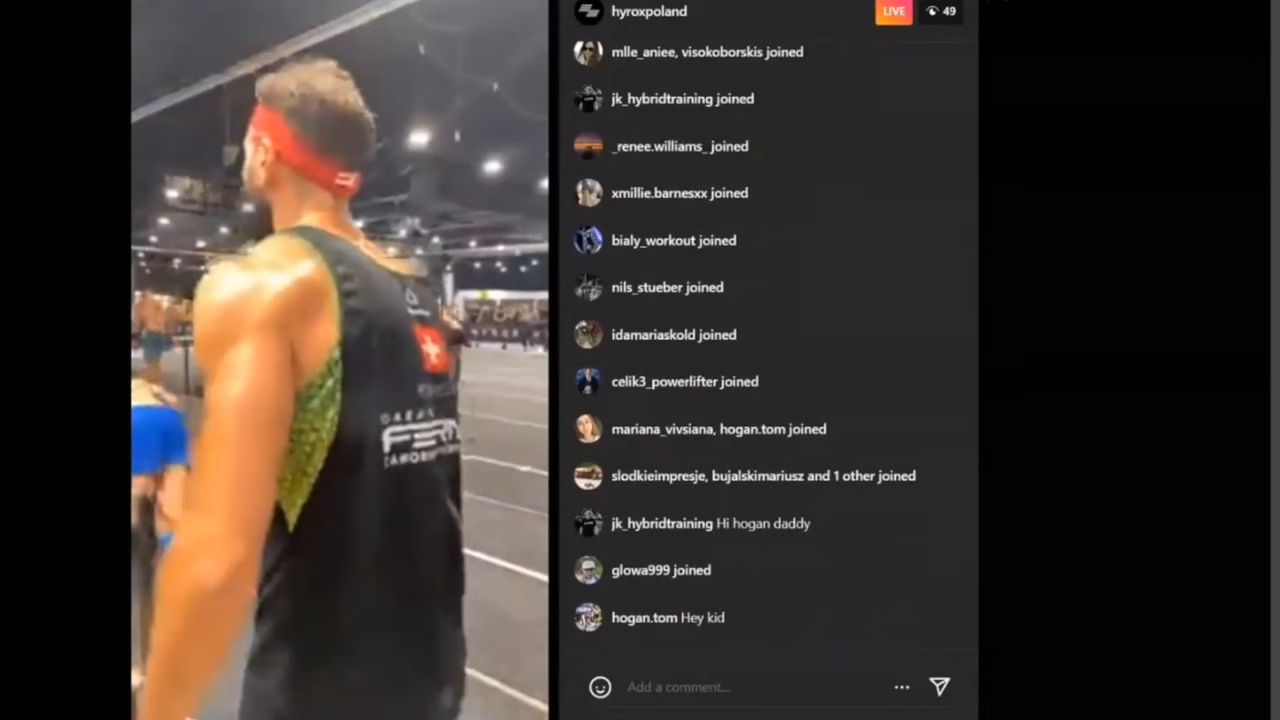 hyroxpoland
LIVE
49
mlle_aniee, visokoborskis joined
jk_hybridtraining joined
_renee.williams_ joined
xmillie.barnesxx joined
bialy_workout joined
nils_stueber joined
idamariaskold joined
celik3_powerlifter joined
mariana_vivsiana, hogan.tom joined
slodkieimpresje, bujalskimariusz and 1 other joined
jk_hybridtraining Hi hogan daddy
glowa999 joined
hogan.tom Hey kid
Add a comment...